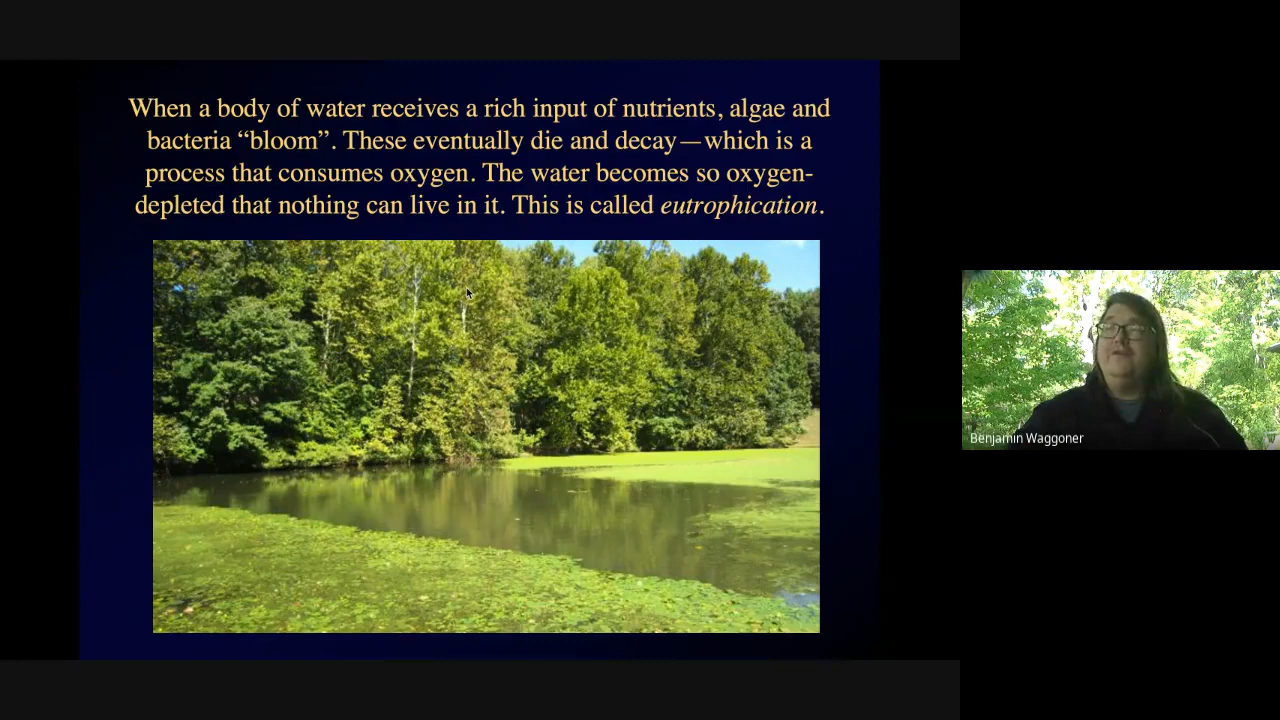 When a body of water receives a rich input of nutrients, algae and
bacteria “bloom”. These eventually die and decay—which is a
process that consumes oxygen. The water becomes so oxygen-
depleted that nothing can live in it. This is called eutrophication.
Benjamin Waggoner